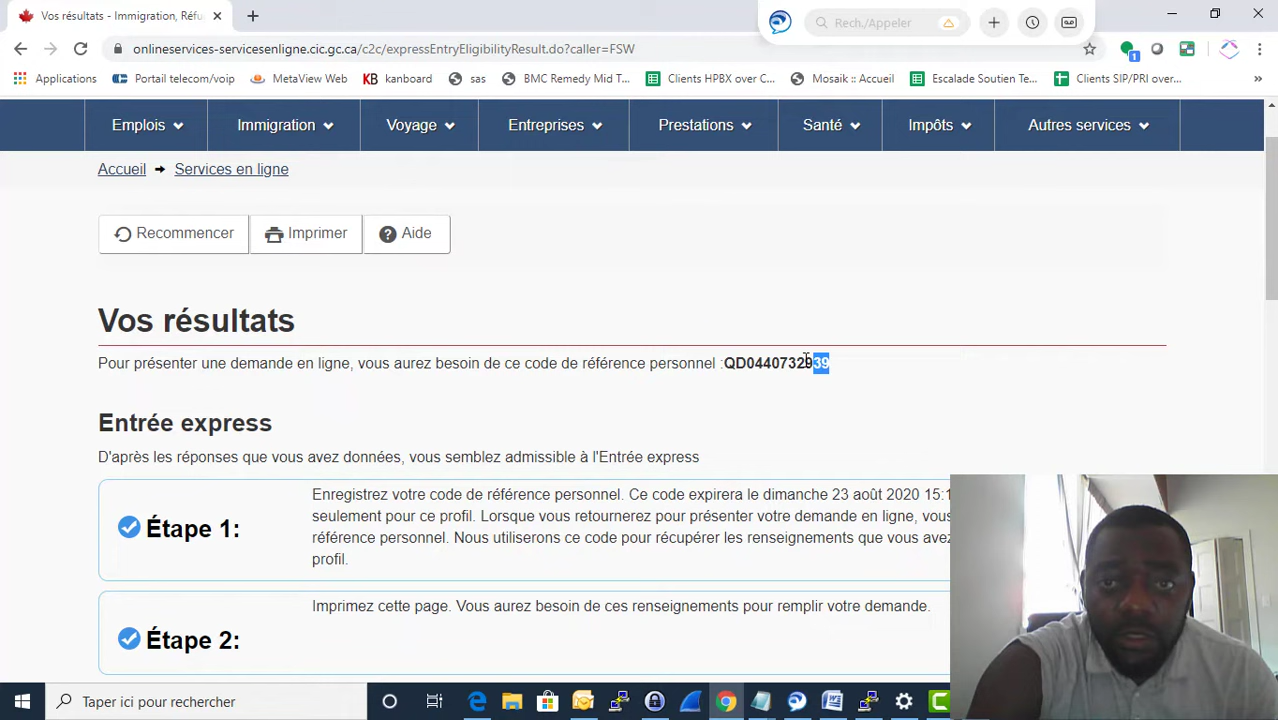 Vos résultats - Immigration, Réfu
Rech./Appeler
onlineservices-servicesenligne.cic.gc.ca/c2c/expressEntryEligibilityResult.do?caller=FSW
1
Applications Portail telecom/voip MetaView Web KB kanboard sas BMC Remedy Mid T... Clients HPBX over C... Mosaik :: Accueil Escalade Soutien Te... Clients SIP/PRI over...
Emplois Immigration Voyage Entreprises Prestations Santé Impôts Autres services
Accueil Services en ligne
Recommencer Imprimer Aide
Vos résultats
Pour présenter une demande en ligne, vous aurez besoin de ce code de référence personnel :QD0440732939
Entrée express
D'après les réponses que vous avez données, vous semblez admissible à l'Entrée express
Étape 1:
Enregistrez votre code de référence personnel. Ce code expirera le dimanche 23 août 2020 15:1
seulement pour ce profil. Lorsque vous retournerez pour présenter votre demande en ligne, vous
référence personnel. Nous utiliserons ce code pour récupérer les renseignements que vous avez
profil.
Étape 2:
Imprimez cette page. Vous aurez besoin de ces renseignements pour remplir votre demande.
Taper ici pour rechercher